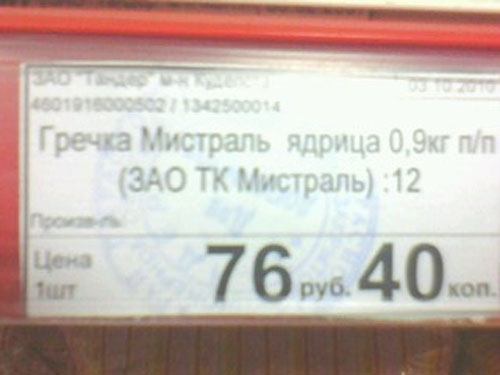 ЗАО "Тандер" м-н
03.10.2010
4601916000502 / 1342500014
Гречка Мистраль ядрица 0,9кг п/п
(ЗАО ТК Мистраль) :12
Произв-ль
Цена
1шт
76 руб. 40 коп.